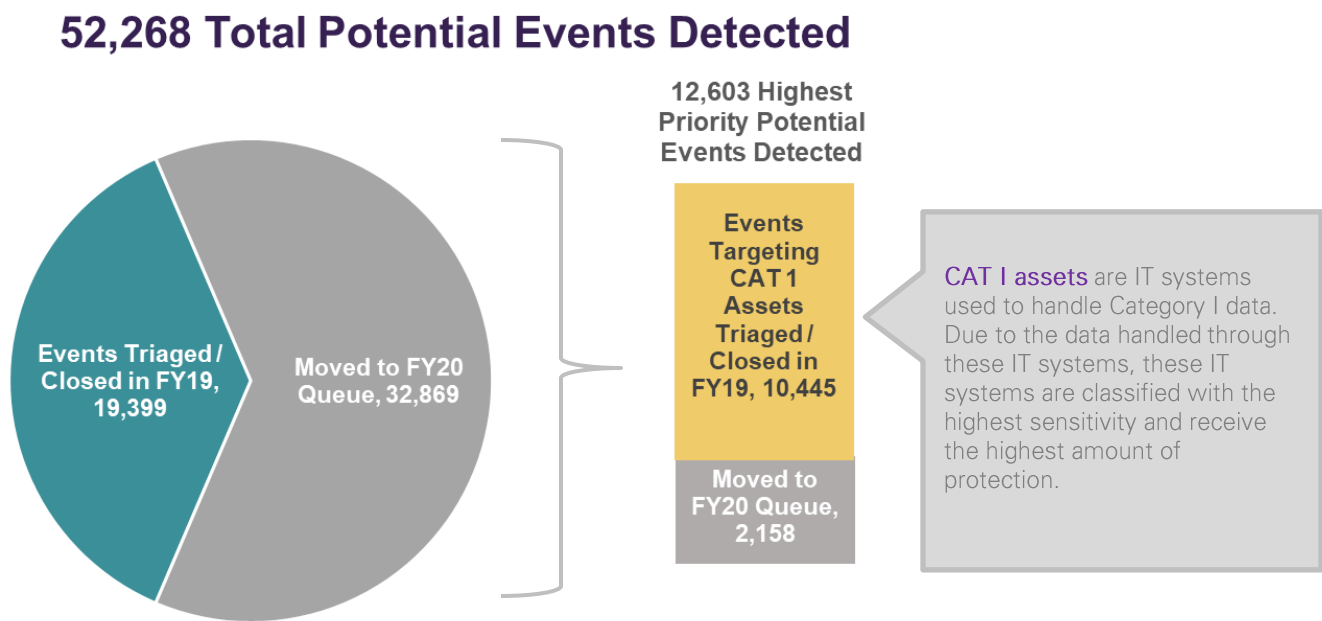 52,268 Total Potential Events Detected
12,603 Highest
Priority Potential
Events Detected
Events Triaged /
Closed in FY19,
19,399
Moved to FY20
Queue, 32,869
Events
Targeting
CAT 1
Assets
Triaged /
Closed in
FY19, 10,445
Moved to
FY20 Queue,
2,158
CAT I assets are IT systems
used to handle Category I data.
Due to the data handled through
these IT systems, these IT
systems are classified with the
highest sensitivity and receive
the highest amount of
protection.